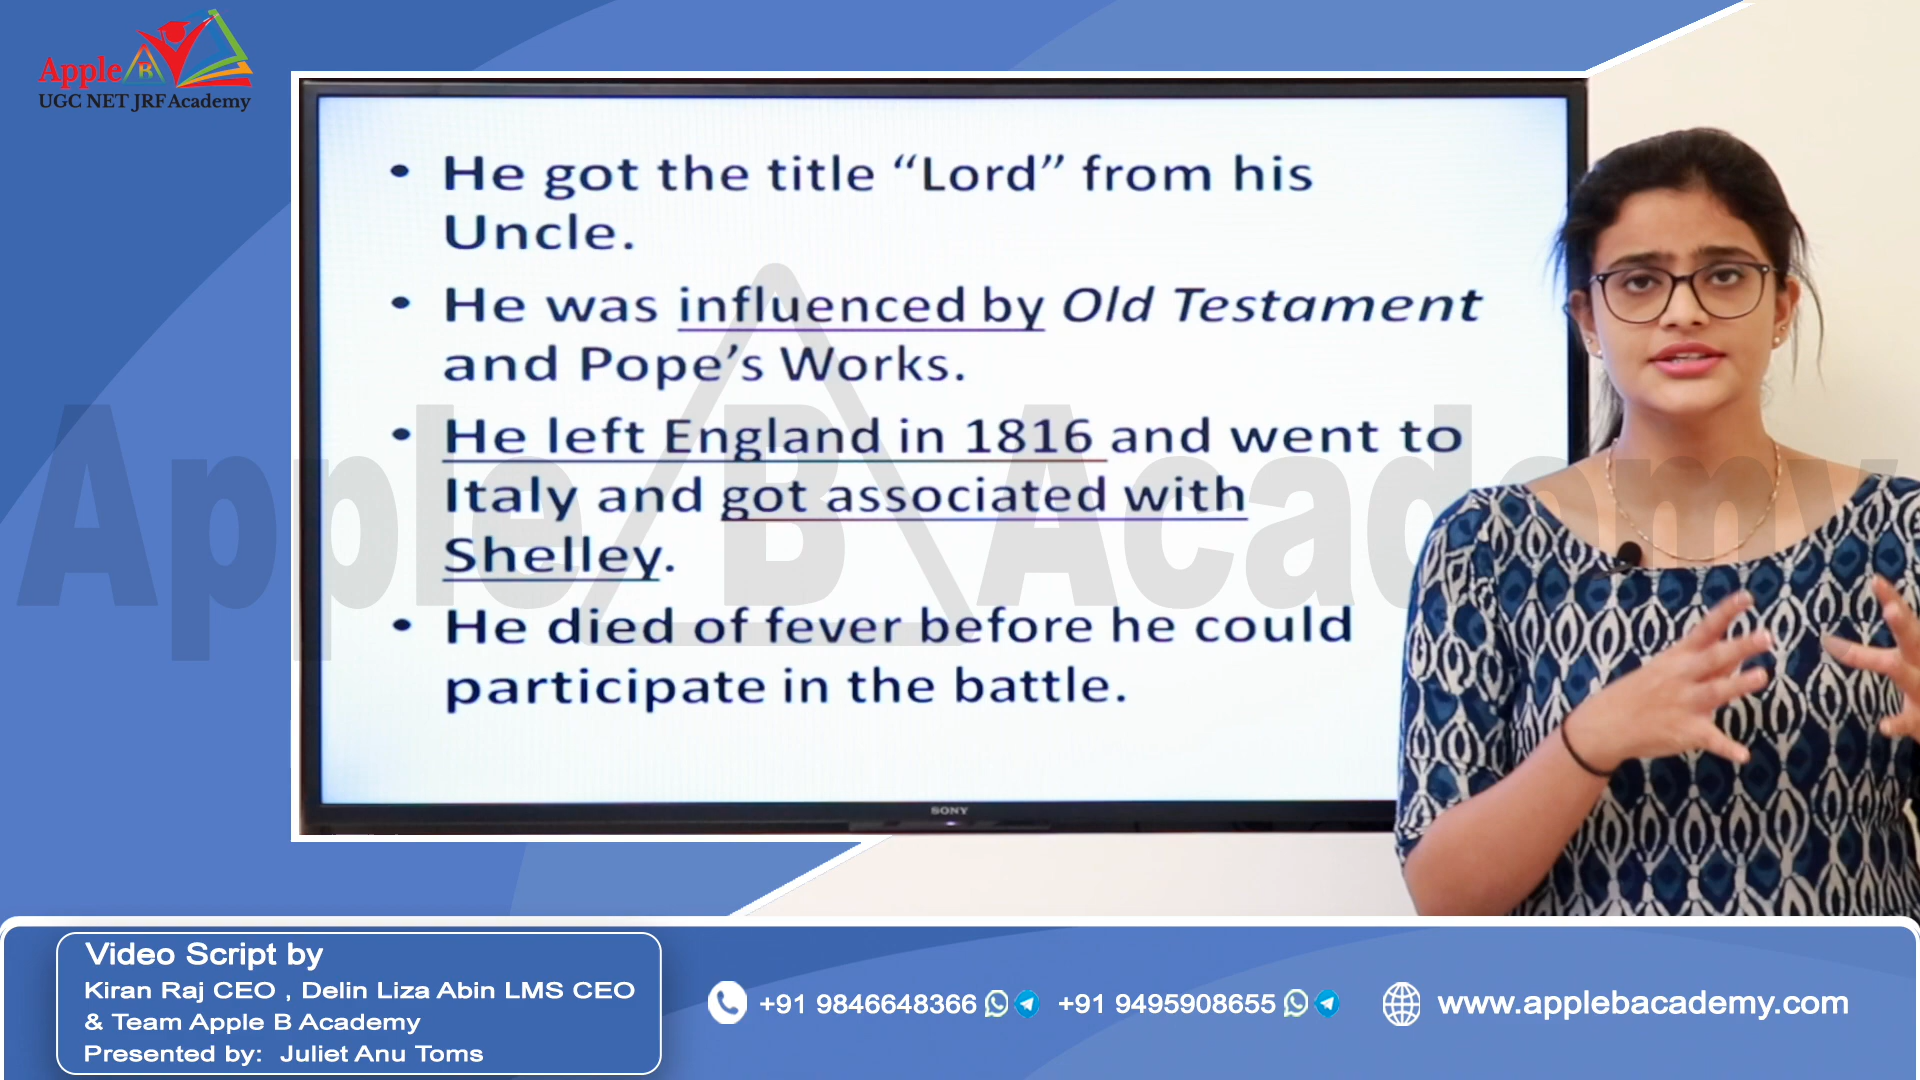 Apple B
UGC NET JRF Academy
• He got the title “Lord” from his
Uncle.
• He was influenced by Old Testament
and Pope’s Works.
• He left England in 1816 and went to
Italy and got associated with
Shelley.
• He died of fever before he could
participate in the battle.
Apple B Academy
SONY
Video Script by
Kiran Raj CEO , Delin Liza Abin LMS CEO
& Team Apple B Academy
Presented by: Juliet Anu Toms
+91 9846648366 +91 9495908655 www.applebacademy.com